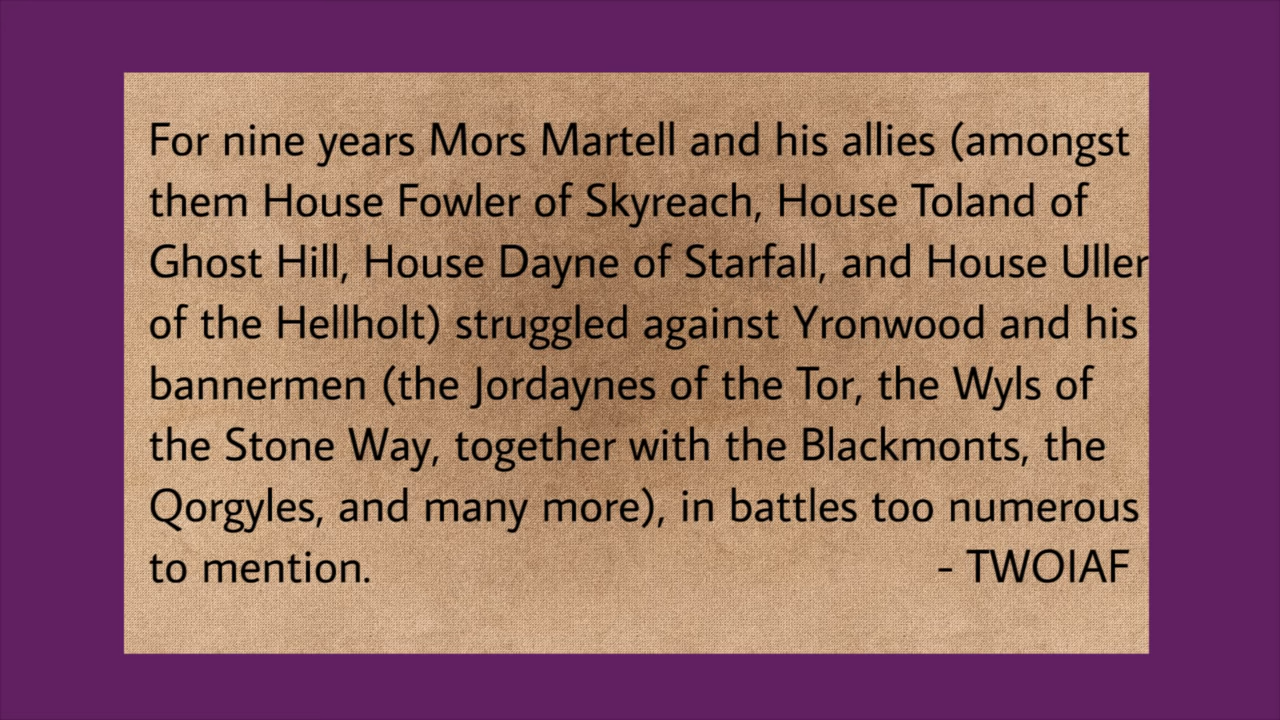 For nine years Mors Martell and his allies (amongst
them House Fowler of Skyreach, House Toland of
Ghost Hill, House Dayne of Starfall, and House Uller
of the Hellholt) struggled against Yronwood and his
bannermen (the Jordaynes of the Tor, the Wyls of
the Stone Way, together with the Blackmonts, the
Qorgyles, and many more), in battles too numerous
to mention. - TWOIAF